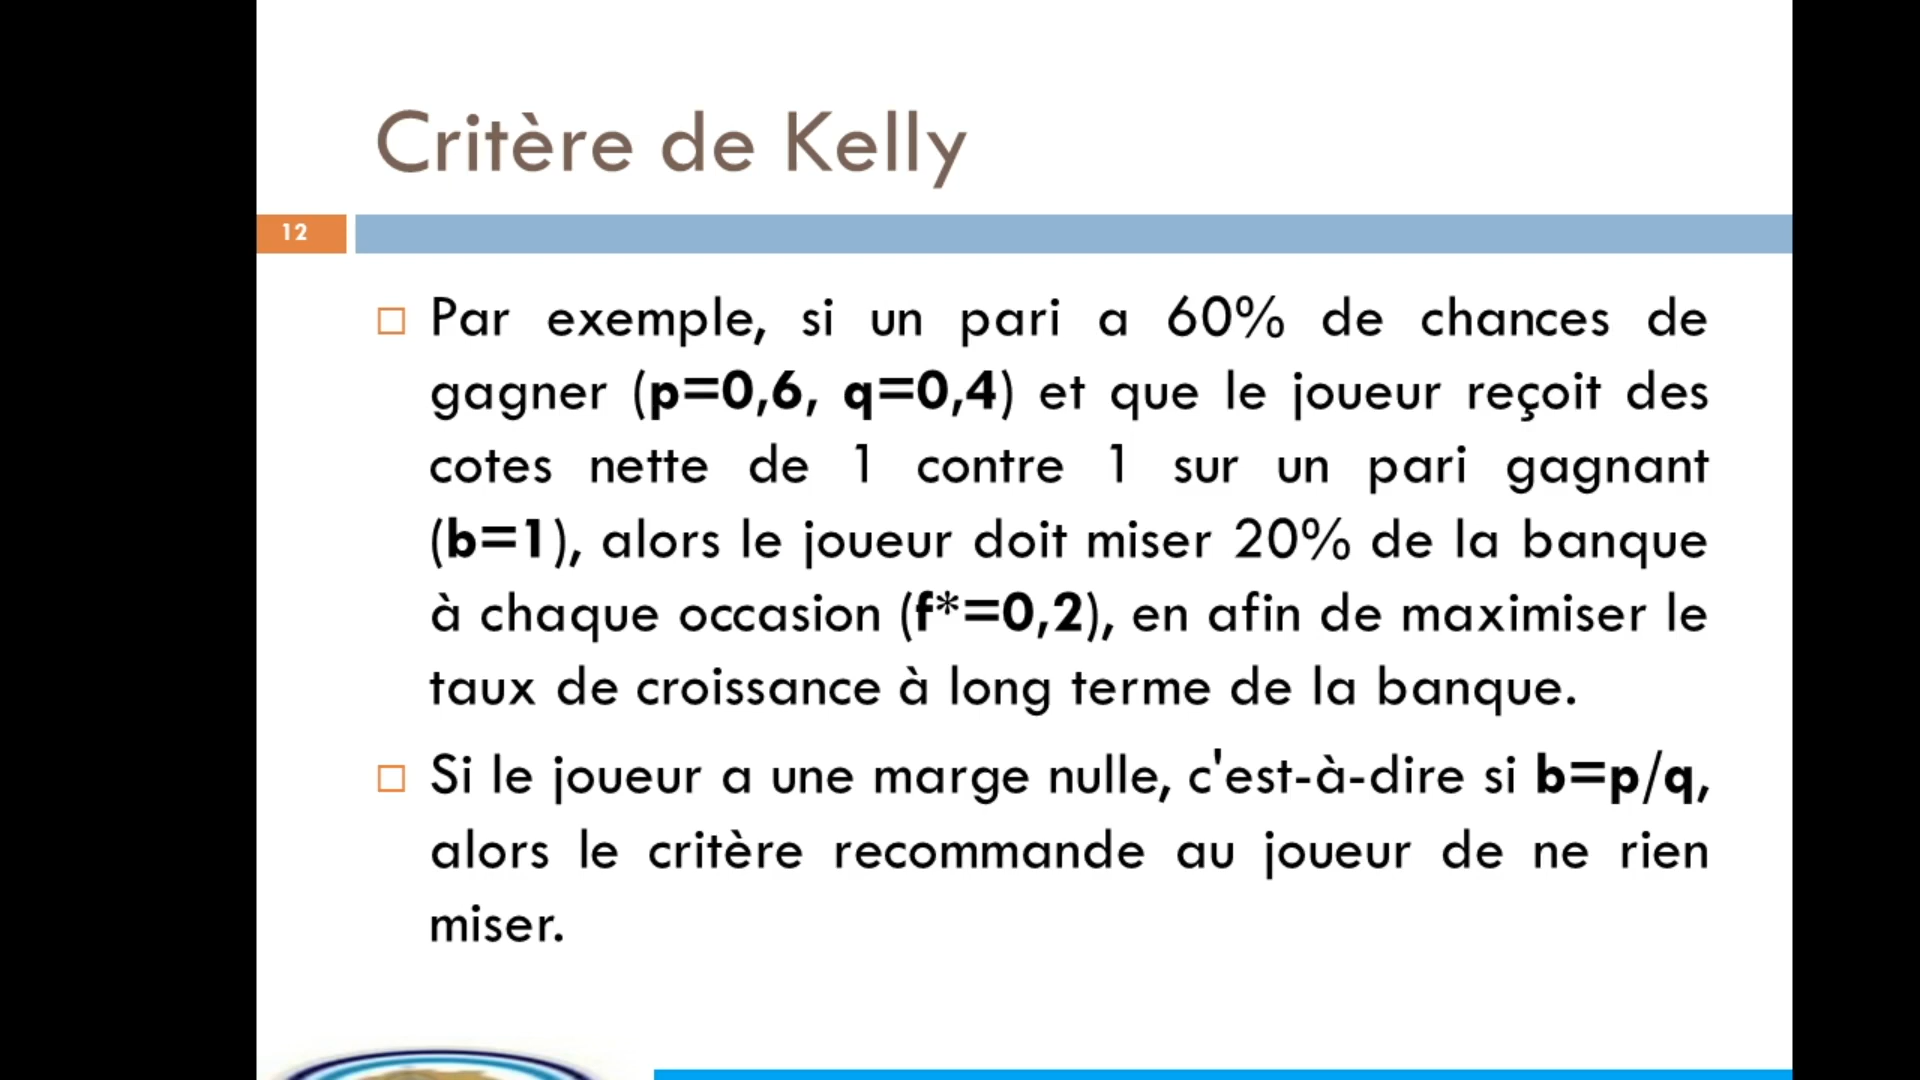 Critère de Kelly
12
Par exemple, si un pari a 60% de chances de
gagner (p=0,6, q=0,4) et que le joueur reçoit des
cotes nette de 1 contre 1 sur un pari gagnant
(b=1), alors le joueur doit miser 20% de la banque
à chaque occasion (f*=0,2), en afin de maximiser le
taux de croissance à long terme de la banque.
Si le joueur a une marge nulle, c'est-à-dire si b=p/q,
alors le critère recommande au joueur de ne rien
miser.